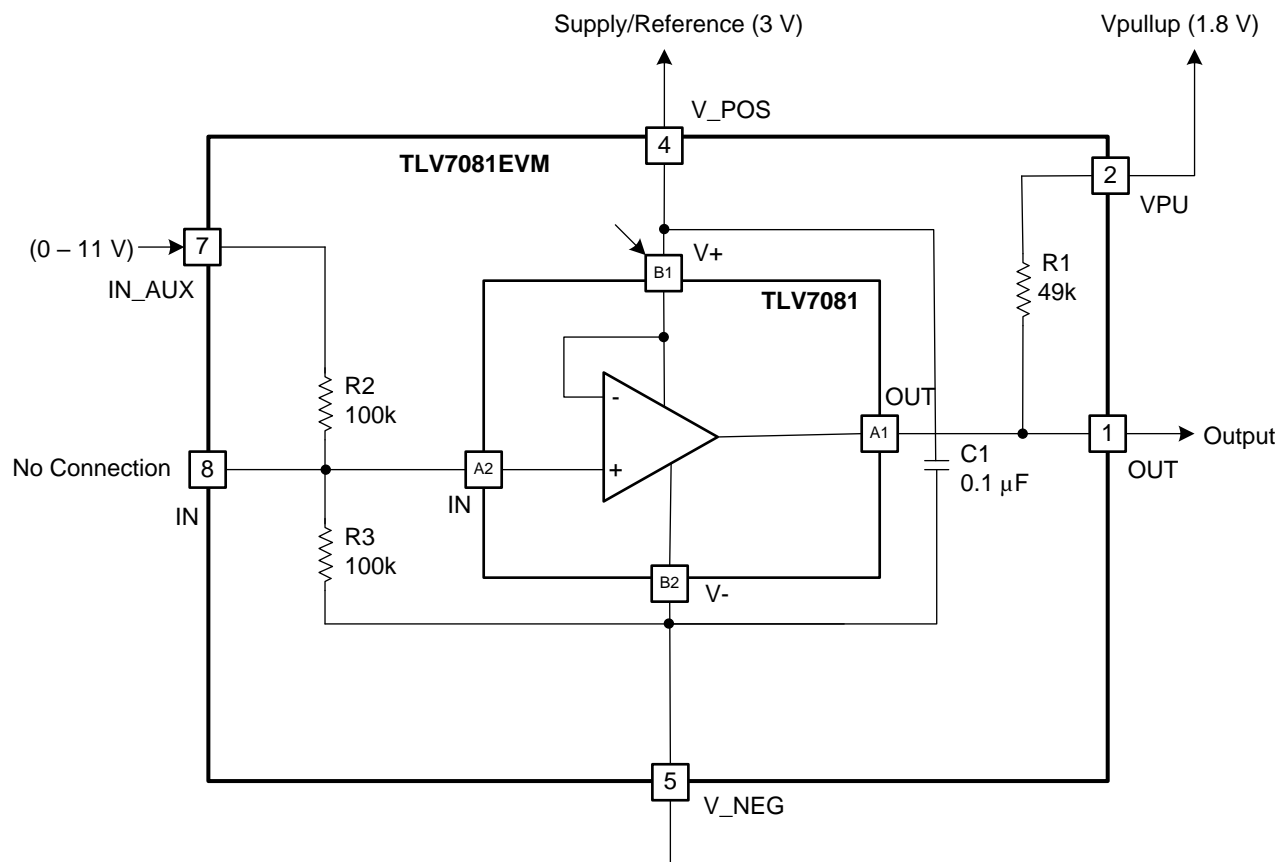 Supply/Reference (3 V)
Vpullup (1.8 V)
V_POS
4
TLV7081EVM
2
VPU
(0 – 11 V)
7
IN_AUX
V+
B1
R1
49k
TLV7081
R2
100k
-
OUT
A1
1
Output
OUT
No Connection
8
IN
A2
IN
+
C1
0.1 μF
R3
100k
B2
V-
5
V_NEG